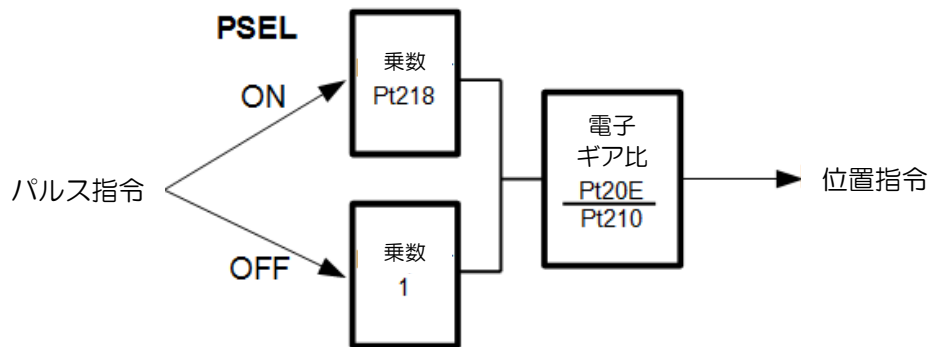 PSEL
乗数
Pt218
ON
電子
ギア比
Pt20E
Pt210
パルス指令
位置指令
OFF
乗数
1